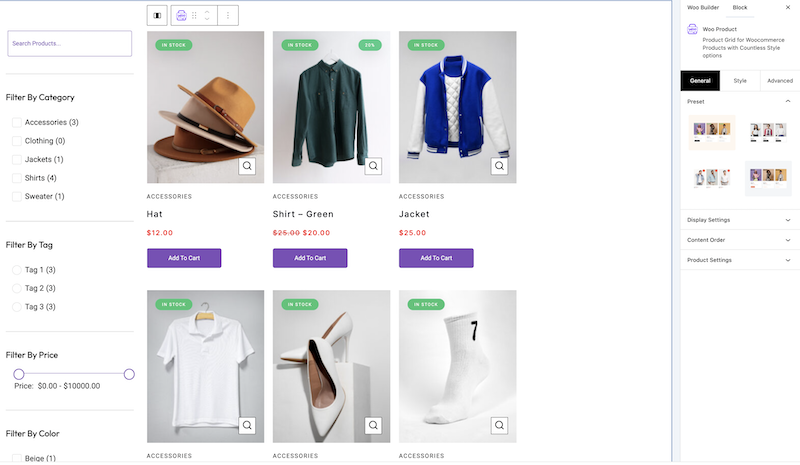 Search Products...
Filter By Category
Accessories (3)
Clothing (0)
Jackets (1)
Shirts (4)
Sweater (1)
Filter By Tag
Tag 1 (3)
Tag 2 (3)
Tag 3 (3)
Filter By Price
Price: $0.00 - $10000.00
Filter By Color
Beige (1)
IN STOCK
ACCESSORIES
Hat
$12.00
Add To Cart
IN STOCK
20%
ACCESSORIES
Shirt – Green
$25.00 $20.00
Add To Cart
IN STOCK
ACCESSORIES
Jacket
$25.00
Add To Cart
IN STOCK
ACCESSORIES
IN STOCK
ACCESSORIES
IN STOCK
7
ACCESSORIES
Woo Builder
Block
Woo Product
Product Grid for Woocommerce
Products with Countless Style
options
General
Style
Advanced
Preset
Display Settings
Content Order
Product Settings